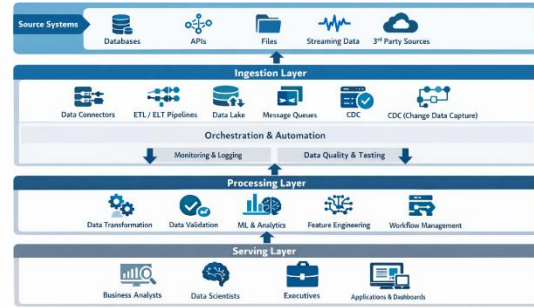 Source Systems
Databases
APIs
Files
Streaming Data
3rd Party Sources
Ingestion Layer
Data Connectors
ETL / ELT Pipelines
Data Lake
Message Queues
CDC
CDC (Change Data Capture)
Orchestration & Automation
Monitoring & Logging
Data Quality & Testing
Processing Layer
Data Transformation
Data Validation
ML & Analytics
Feature Engineering
Workflow Management
Serving Layer
Business Analysts
Data Scientists
Executives
Applications & Dashboards